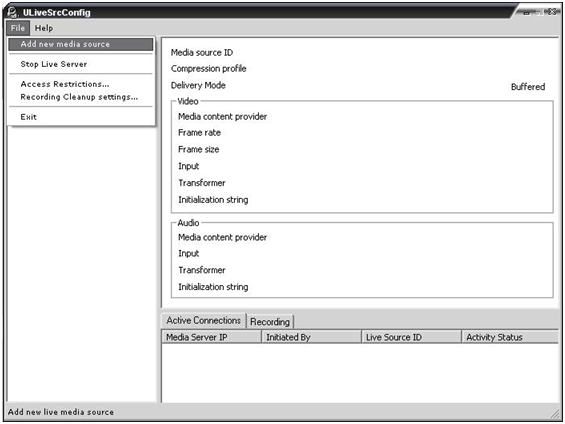 ULiveSrcConfig
File Help
Add new media source
Stop Live Server
Access Restrictions...
Recording Cleanup settings...
Exit
Media source ID
Compression profile
Delivery Mode Buffered
Video
Media content provider
Frame rate
Frame size
Input
Transformer
Initialization string
Audio
Media content provider
Input
Transformer
Initialization string
Active Connections Recording
Media Server IP Initiated By Live Source ID Activity Status
Add new live media source